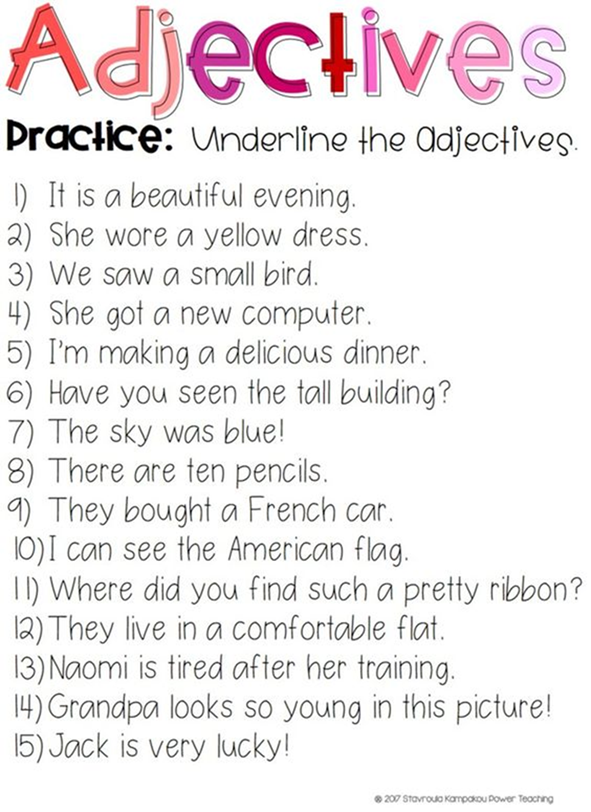 Adjectives
Practice: Underline the adjectives.
1) It is a beautiful evening.
2) She wore a yellow dress.
3) We saw a small bird.
4) She got a new computer.
5) I'm making a delicious dinner.
6) Have you seen the tall building?
7) The sky was blue!
8) There are ten pencils.
9) They bought a French car.
10) I can see the American flag.
11) Where did you find such a pretty ribbon?
12) They live in a comfortable flat.
13) Naomi is tired after her training.
14) Grandpa looks so young in this picture!
15) Jack is very lucky!
© 2017 Stavroula Kampakou Power Teaching